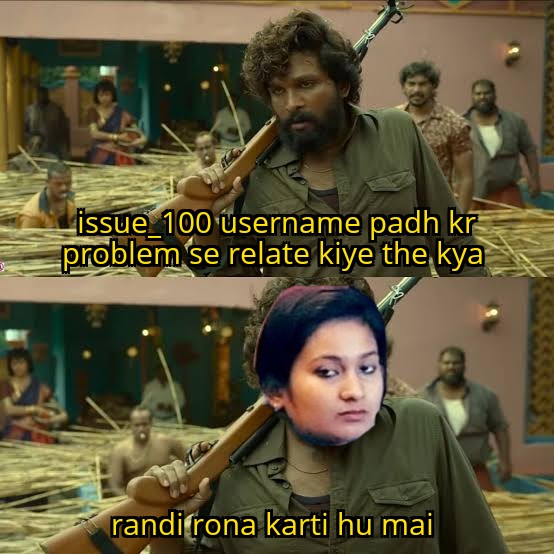 issue_100 username padh kr
problem se relate kiye the kya
randi rona karti hu mai